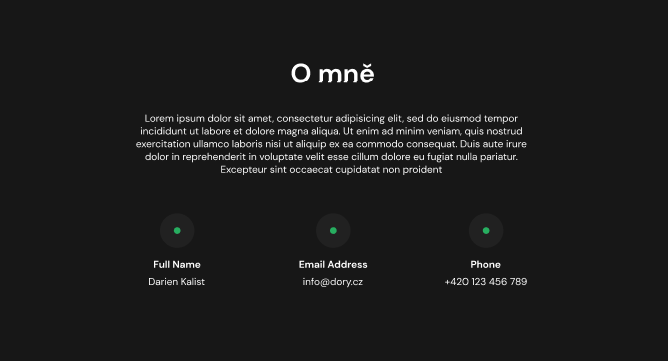 O mně
Lorem ipsum dolor sit amet, consectetur adipisicing elit, sed do eiusmod tempor
incididunt ut labore et dolore magna aliqua. Ut enim ad minim veniam, quis nostrud
exercitation ullamco laboris nisi ut aliquip ex ea commodo consequat. Duis aute irure
dolor in reprehenderit in voluptate velit esse cillum dolore eu fugiat nulla pariatur.
Excepteur sint occaecat cupidatat non proident
Full Name
Darien Kalist
Email Address
info@dory.cz
Phone
+420 123 456 789